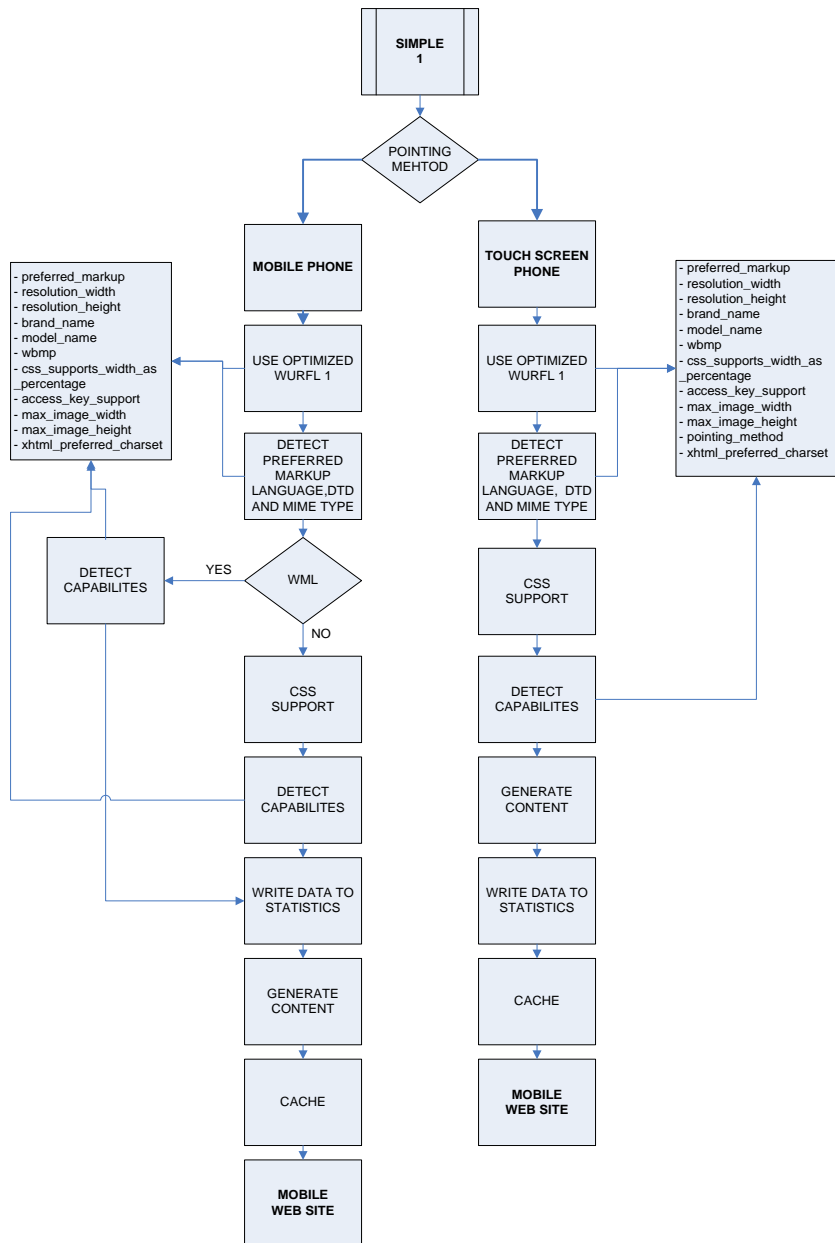 SIMPLE
1
POINTING
MEHTOD
MOBILE PHONE
TOUCH SCREEN
PHONE
- preferred_markup
- resolution_width
- resolution_height
- brand_name
- model_name
- wbmp
- css_supports_width_as
_percentage
- access_key_support
- max_image_width
- max_image_height
- xhtml_preferred_charset
- preferred_markup
- resolution_width
- resolution_height
- brand_name
- model_name
- wbmp
- css_supports_width_as
_percentage
- access_key_support
- max_image_width
- max_image_height
- pointing_method
- xhtml_preferred_charset
USE OPTIMIZED
WURFL 1
USE OPTIMIZED
WURFL 1
DETECT
PREFERRED
MARKUP
LANGUAGE,DTD
AND MIME TYPE
DETECT
PREFERRED
MARKUP
LANGUAGE, DTD
AND MIME TYPE
DETECT
CAPABILITES
YES
WML
NO
CSS
SUPPORT
CSS
SUPPORT
DETECT
CAPABILITES
DETECT
CAPABILITES
GENERATE
CONTENT
WRITE DATA TO
STATISTICS
WRITE DATA TO
STATISTICS
GENERATE
CONTENT
CACHE
CACHE
MOBILE
WEB SITE
MOBILE
WEB SITE